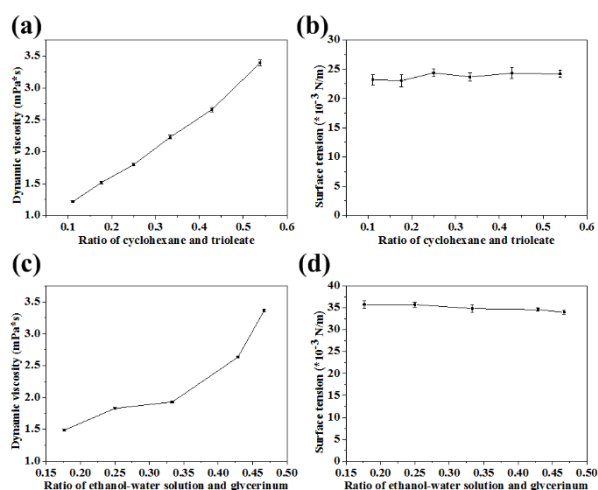 (a)
Dynamic viscosity (mPa*s)
3.5
3.0
2.5
2.0
1.5
1.0
0.1 0.2 0.3 0.4 0.5 0.6
Ratio of cyclohexane and trioleate
(b)
Surface tension (*10-3 N/m)
30
25
20
15
10
5
0
0.1 0.2 0.3 0.4 0.5 0.6
Ratio of cyclohexane and trioleate
(c)
Dynamic viscosity (mPa*s)
3.5
3.0
2.5
2.0
1.5
1.0
0.15 0.20 0.25 0.30 0.35 0.40 0.45 0.50
Ratio of ethanol-water solution and glycerinum
(d)
Surface tension (*10-3 N/m)
40
35
30
25
20
15
10
5
0
0.15 0.20 0.25 0.30 0.35 0.40 0.45 0.50
Ratio of ethanol-water solution and glycerinum